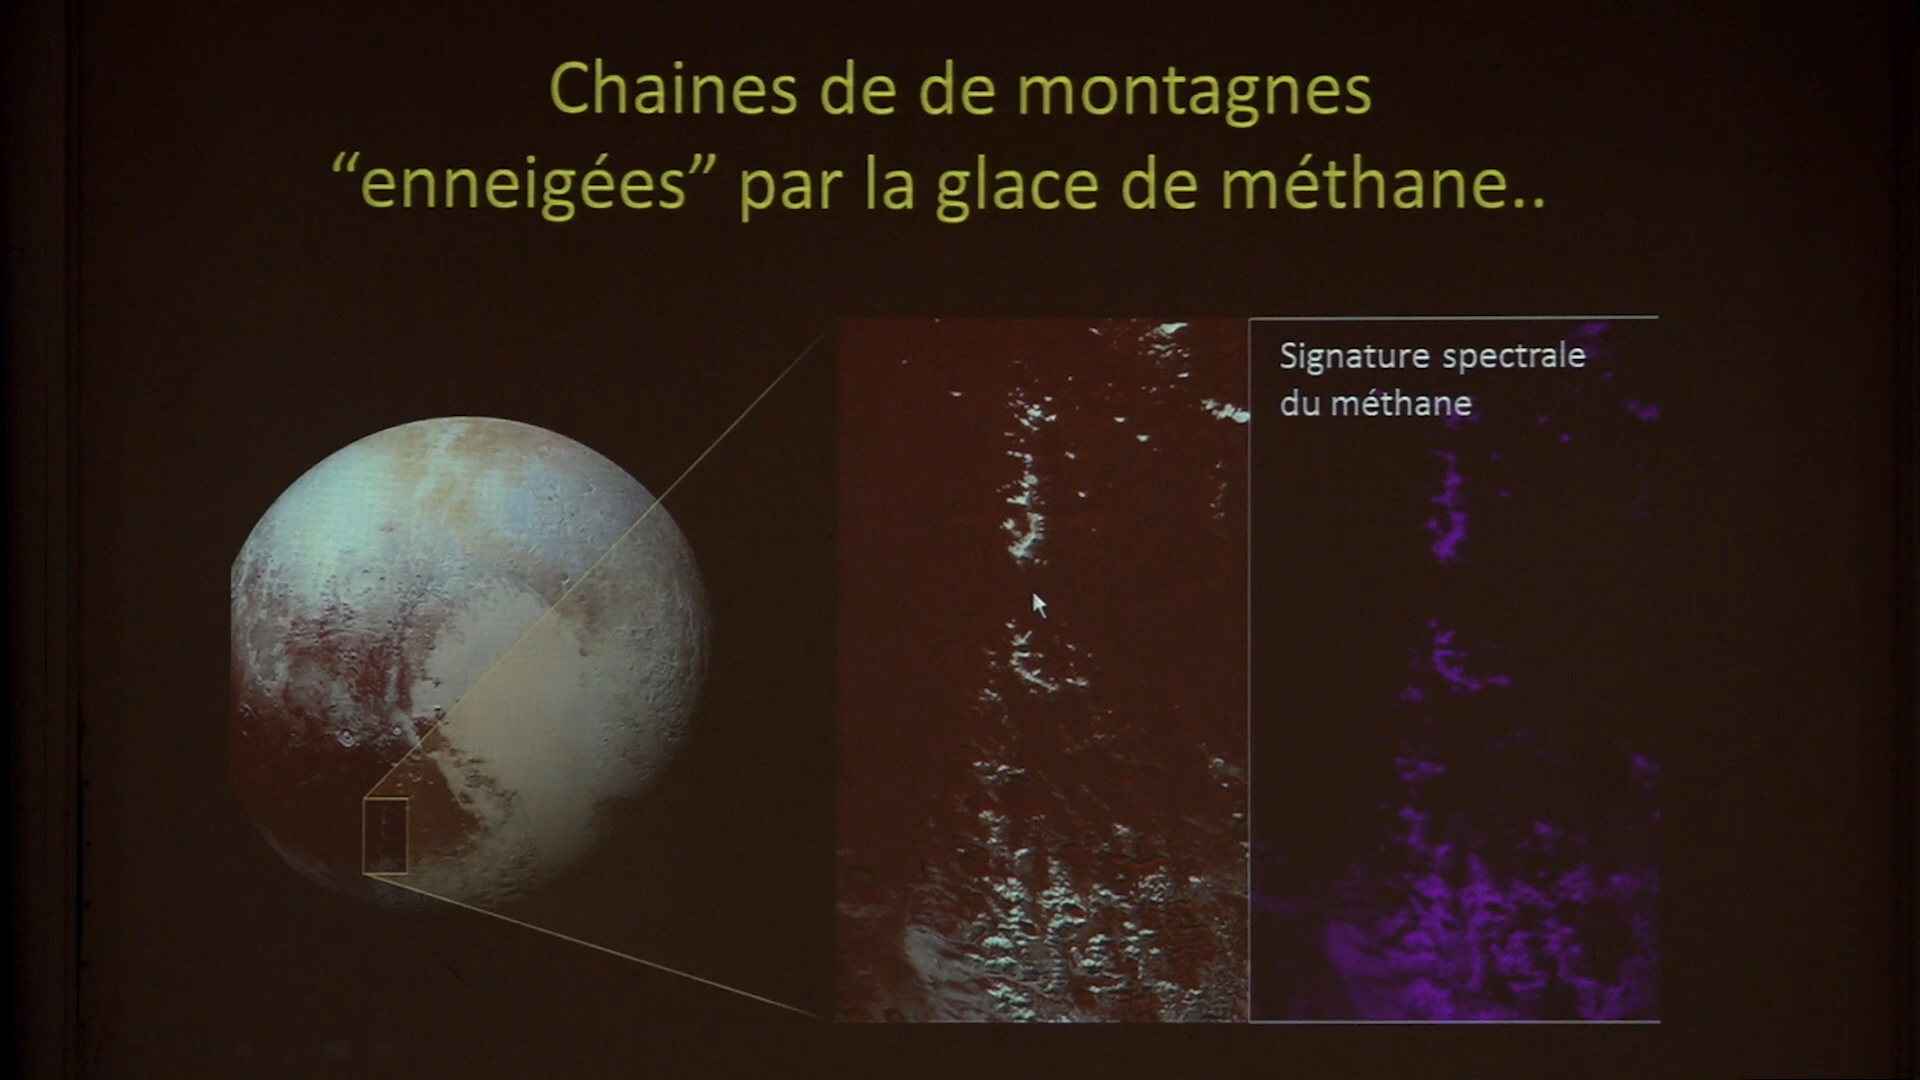 Chaines de de montagnes
“enneigées” par la glace de méthane..
Signature spectrale
du méthane